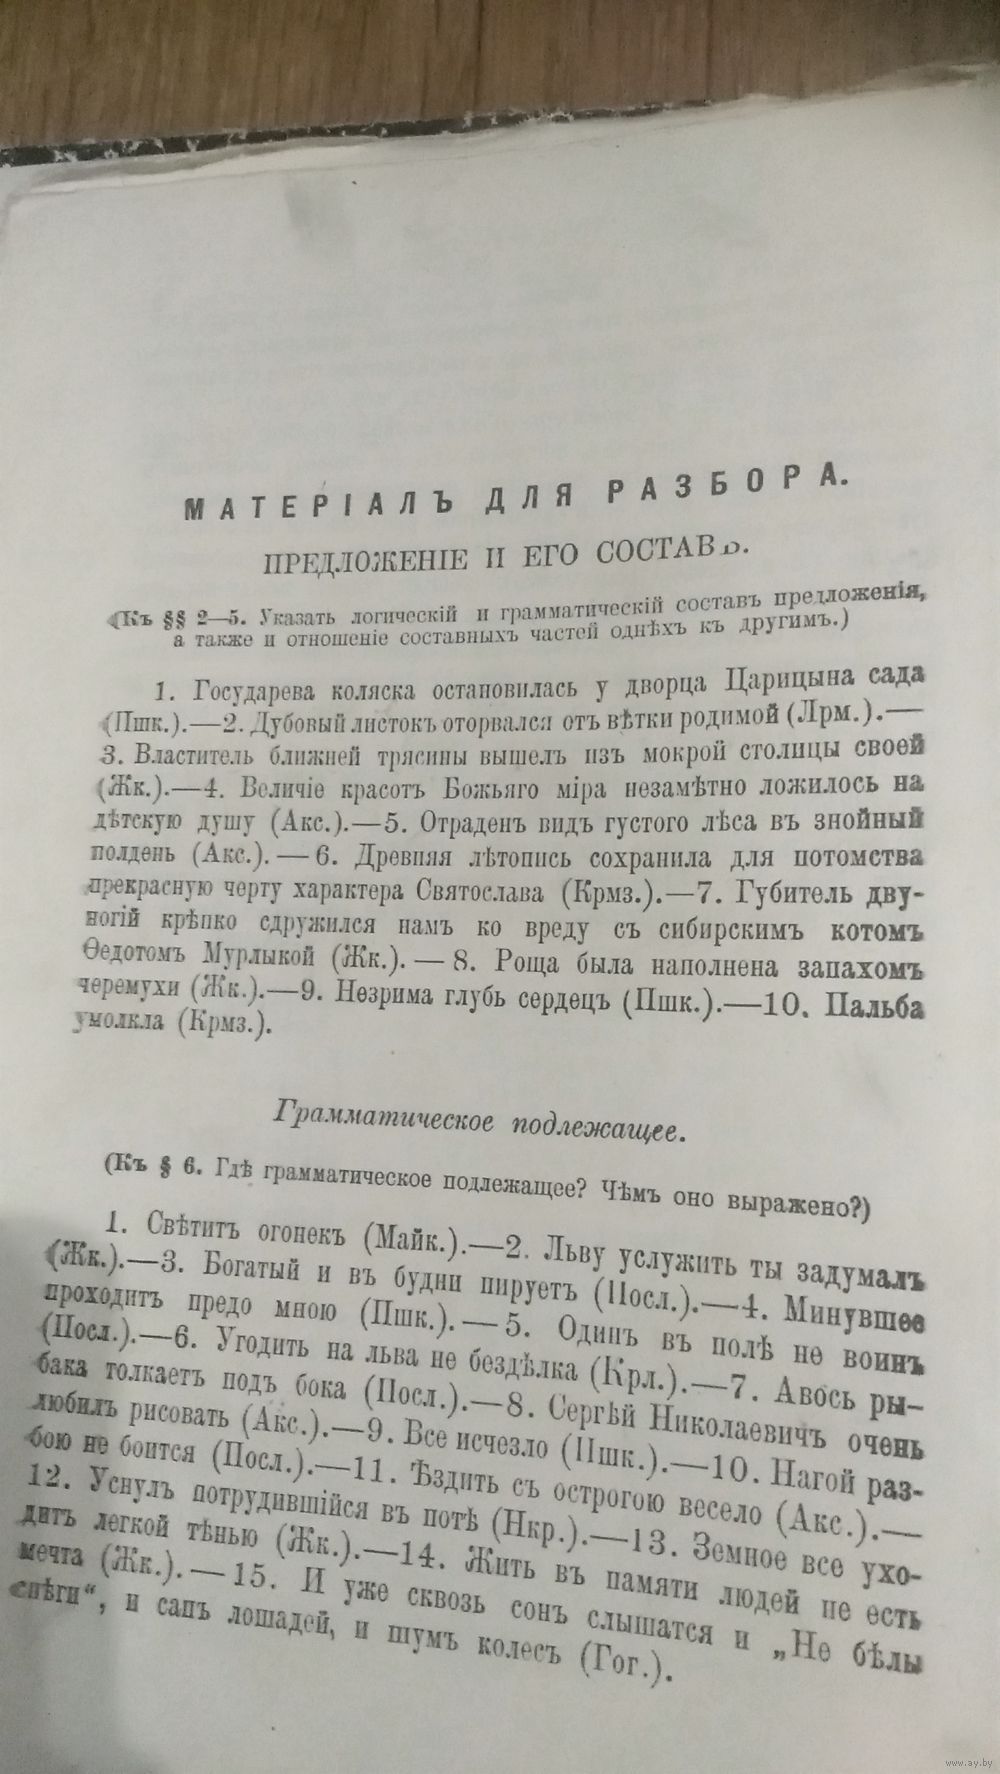 МАТЕРІАЛЪ ДЛЯ РАЗБОРА.
ПРЕДЛОЖЕНІЕ И ЕГО СОСТАВЪ.
(Къ §§ 2—5. Указать логическій и грамматическій составъ предложенія,
а также и отношеніе составныхъ частей однѣхъ къ другимъ.)
1. Государева коляска остановилась у дворца Царицына сада
(Пшк.).—2. Дубовый листокъ оторвался отъ вѣтки родимой (Лрм.).—
3. Властитель ближней трясины вышелъ изъ мокрой столицы своей
(Жк.).—4. Величіе красотъ Божьяго міра незамѣтно ложилось на
дѣтскую душу (Акс.).—5. Отраденъ видъ густого лѣса въ знойный
полдень (Акс.).—6. Древняя лѣтопись сохранила для потомства
прекрасную черту характера Святослава (Крмз.).—7. Губитель дву-
ногій крѣпко сдружился намъ ко вреду съ сибирскимъ котомъ
Ѳедотомъ Мурлыкой (Жк.).—8. Роща была наполнена запахомъ
черемухи (Жк.).—9. Незрима глубь сердецъ (Пшк.).—10. Пальба
умолкла (Крмз.).
Грамматическое подлежащее.
(Къ § 6. Гдѣ грамматическое подлежащее? Чѣмъ оно выражено?)
1. Свѣтитъ огонекъ (Майк.).—2. Льву услужить ты задумалъ
(Жк.).—3. Богатый и въ будни пируетъ (Посл.).—4. Минувшее
проходитъ предо мною (Пшк.).—5. Одинъ въ полѣ не воинъ
(Посл.).—6. Угодить на льва не бездѣлка (Крл.).—7. Авось ры-
бака толкаетъ подъ бока (Посл.).—8. Сергѣй Николаевичъ очень
любилъ рисовать (Акс.).—9. Все исчезло (Пшк.).—10. Нагой раз-
бою не боится (Посл.).—11. Ѣздить съ острогою весело (Акс.).—
12. Уснулъ потрудившійся въ потѣ (Нкр.).—13. Земное все ухо-
дитъ легкой тѣнью (Жк.).—14. Жить въ памяти людей не есть
мечта (Жк.).—15. И уже сквозь сонъ слышатся и „Не бѣлы
снѣги“, и сапъ лошадей, и шумъ колесъ (Гог.).
www.ay.by